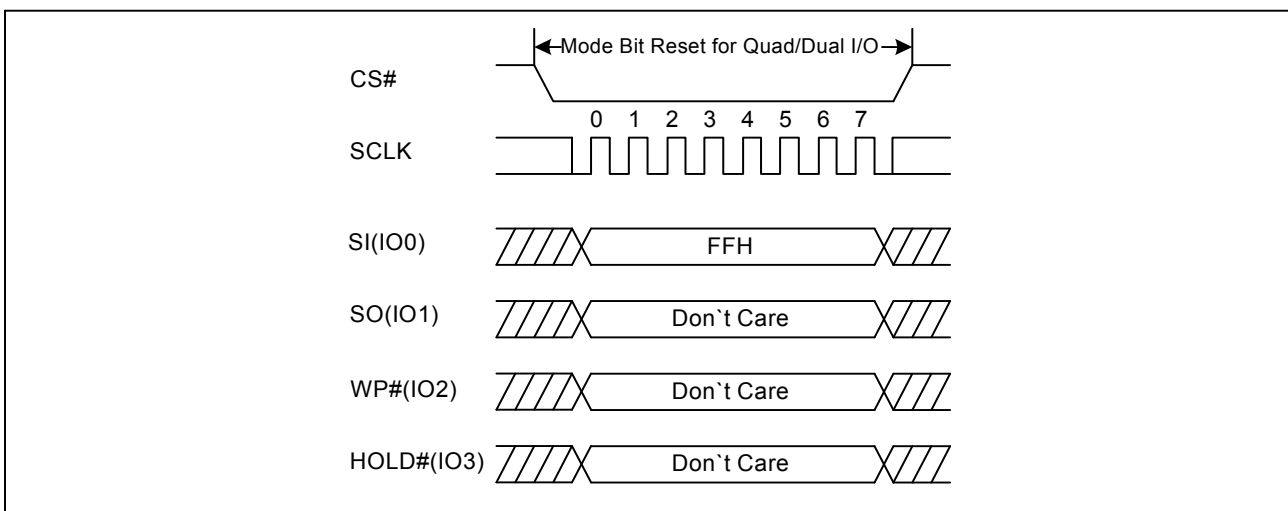 Mode Bit Reset for Quad/Dual I/O
CS#
0 1 2 3 4 5 6 7
SCLK
SI(IO0) FFH
SO(IO1) Don`t Care
WP#(IO2) Don`t Care
HOLD#(IO3) Don`t Care